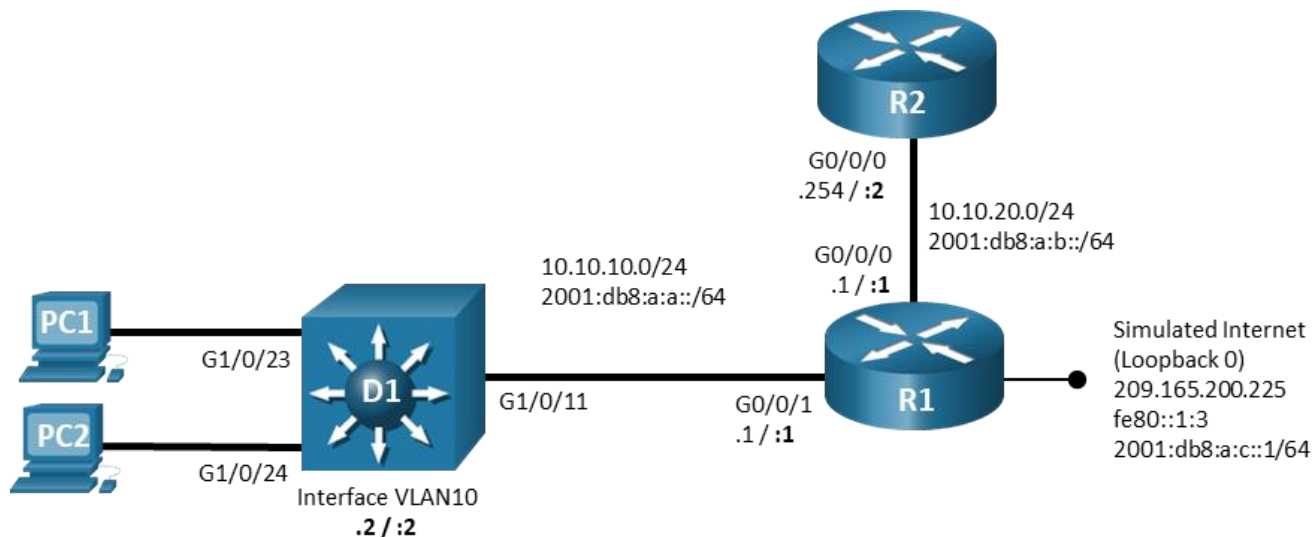 R2
G0/0/0
.254 / :2
10.10.20.0/24
2001:db8:a:b::/64
G0/0/0
.1 / :1
10.10.10.0/24
2001:db8:a:a::/64
PC1
G1/0/23
D1
G1/0/11
G0/0/1
.1 / :1
R1
Simulated Internet
(Loopback 0)
209.165.200.225
fe80::1:3
2001:db8:a:c::1/64
PC2
G1/0/24
Interface VLAN10
.2 / :2